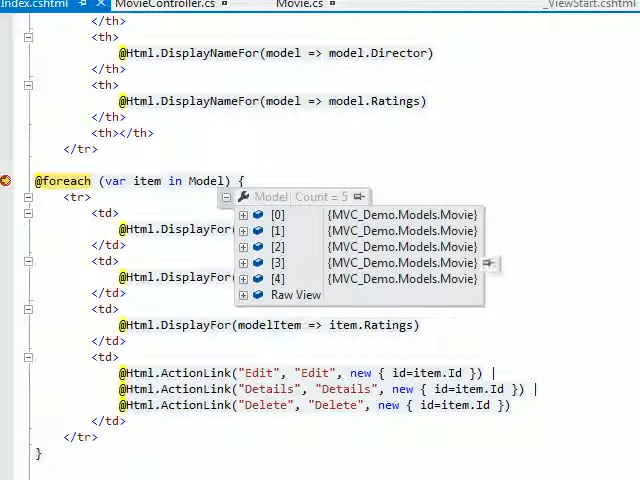 Index.cshtml MovieController.cs Movie.cs _ViewStart.cshtml
</th>
<th>
@Html.DisplayNameFor(model => model.Director)
</th>
<th>
@Html.DisplayNameFor(model => model.Ratings)
</th>
<th></th>
</tr>
@foreach (var item in Model) {
<tr> Model Count = 5
<td> [0] {MVC_Demo.Models.Movie}
@Html.DisplayFo [1] {MVC_Demo.Models.Movie}
</td> [2] {MVC_Demo.Models.Movie}
<td> [3] {MVC_Demo.Models.Movie}
@Html.DisplayFo [4] {MVC_Demo.Models.Movie}
</td> Raw View
<td>
@Html.DisplayFor(modelItem => item.Ratings)
</td>
<td>
@Html.ActionLink("Edit", "Edit", new { id=item.Id }) |
@Html.ActionLink("Details", "Details", new { id=item.Id }) |
@Html.ActionLink("Delete", "Delete", new { id=item.Id })
</td>
</tr>
}